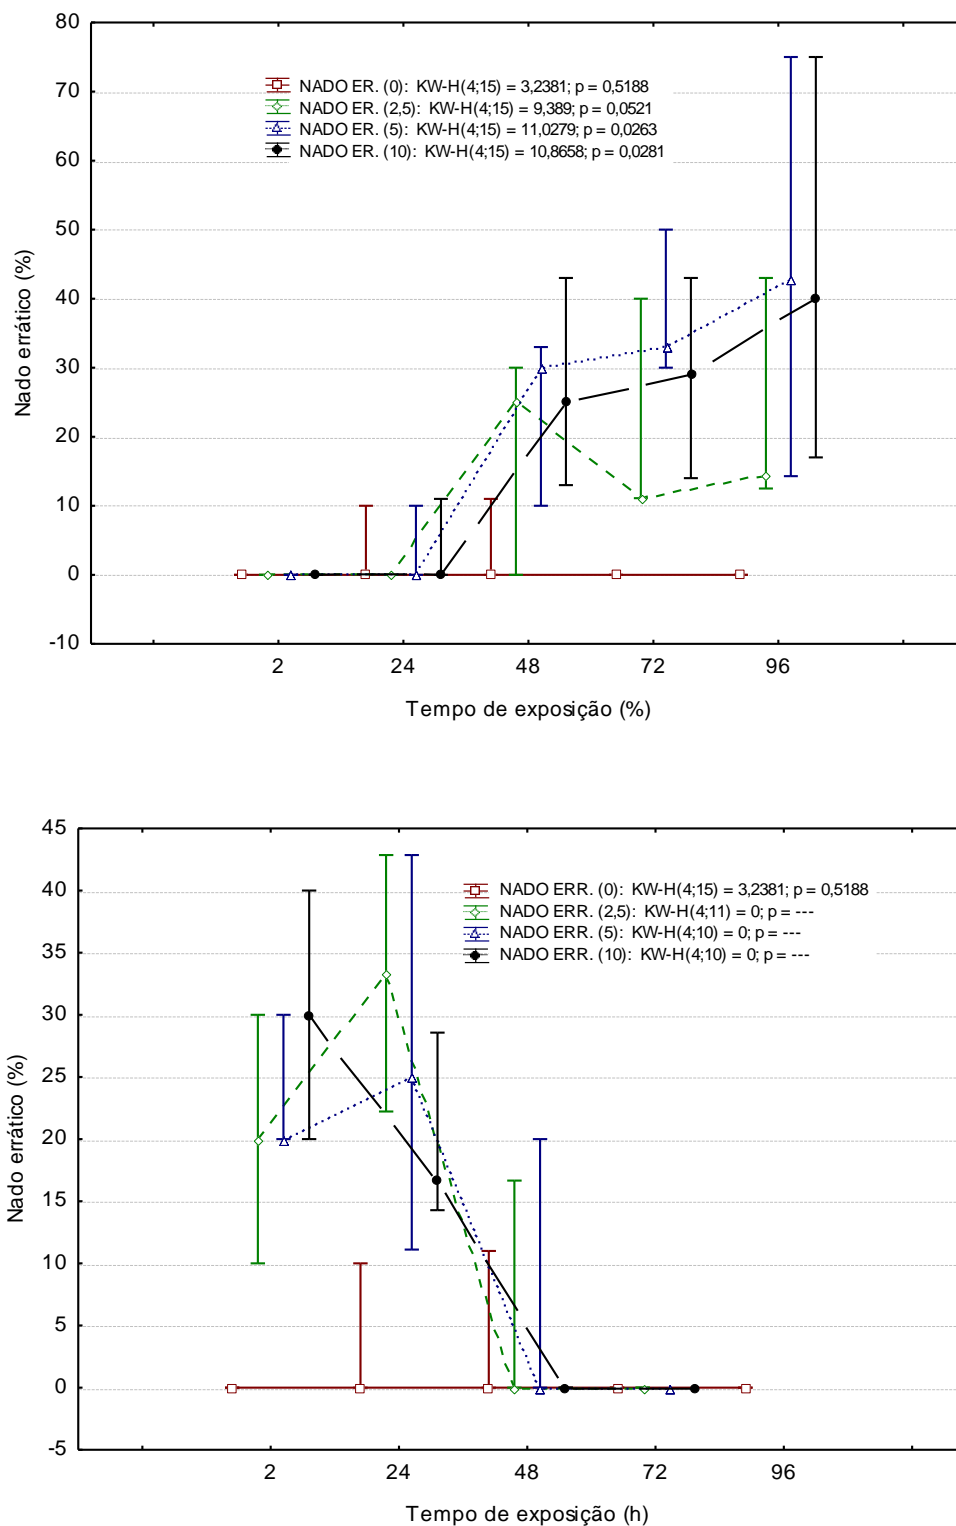 80
70
60
50
40
30
20
10
0
-10
Nado errático (%)
NADO ER. (0): KW-H(4;15) = 3,2381; p = 0,5188
NADO ER. (2,5): KW-H(4;15) = 9,389; p = 0,0521
NADO ER. (5): KW-H(4;15) = 11,0279; p = 0,0263
NADO ER. (10): KW-H(4;15) = 10,8658; p = 0,0281
2 24 48 72 96
Tempo de exposição (%)
45
40
35
30
25
20
15
10
5
0
-5
Nado errático (%)
NADO ERR. (0): KW-H(4;15) = 3,2381; p = 0,5188
NADO ERR. (2,5): KW-H(4;11) = 0; p = ---
NADO ERR. (5): KW-H(4;10) = 0; p = ---
NADO ERR. (10): KW-H(4;10) = 0; p = ---
2 24 48 72 96
Tempo de exposição (h)